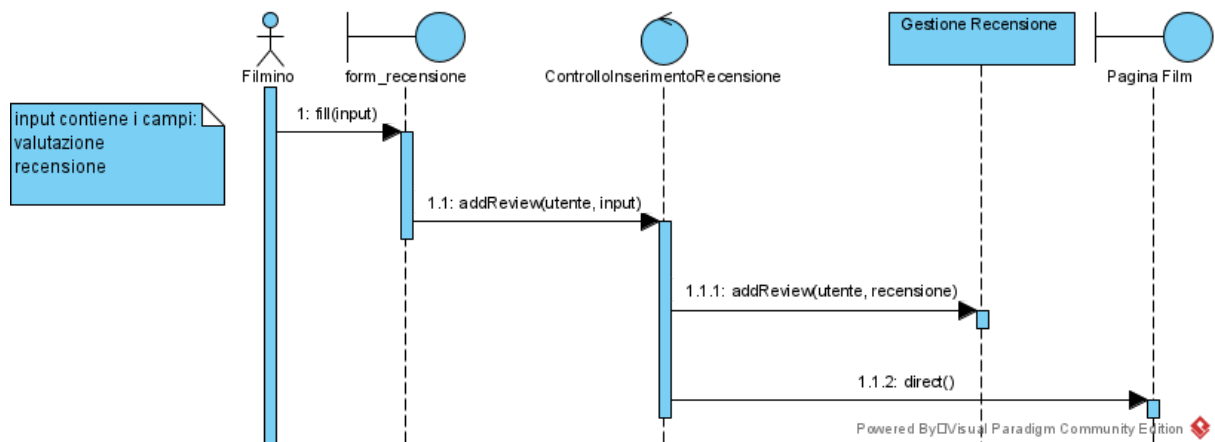 Gestione Recensione
Filmino
form_recensione
ControlloInserimentoRecensione
Pagina Film
input contiene i campi:
valutazione
recensione
1: fill(input)
1.1: addReview(utente, input)
1.1.1: addReview(utente, recensione)
1.1.2: direct()
Powered By□Visual Paradigm Community Edition